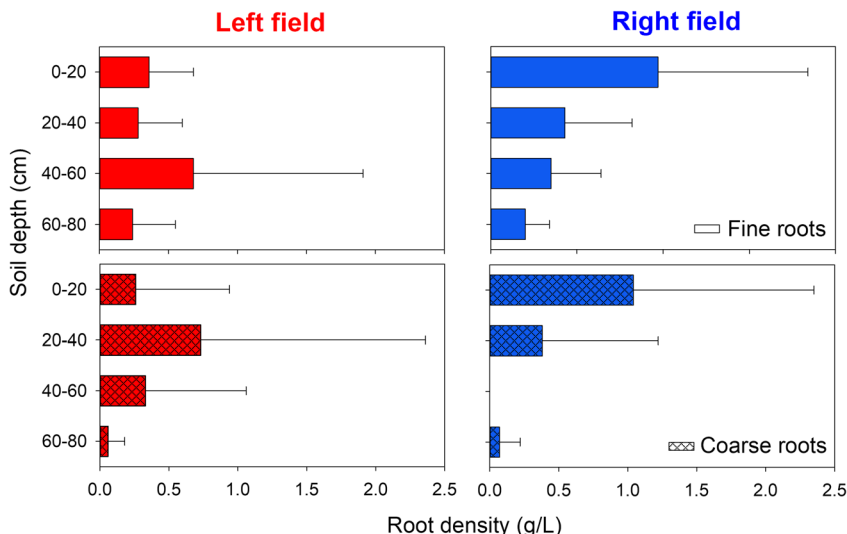 Left field
Right field
Soil depth (cm)
0-20
20-40
40-60
60-80
Fine roots
0-20
20-40
40-60
60-80
Coarse roots
0.0 0.5 1.0 1.5 2.0 2.5
0.0 0.5 1.0 1.5 2.0 2.5
Root density (g/L)